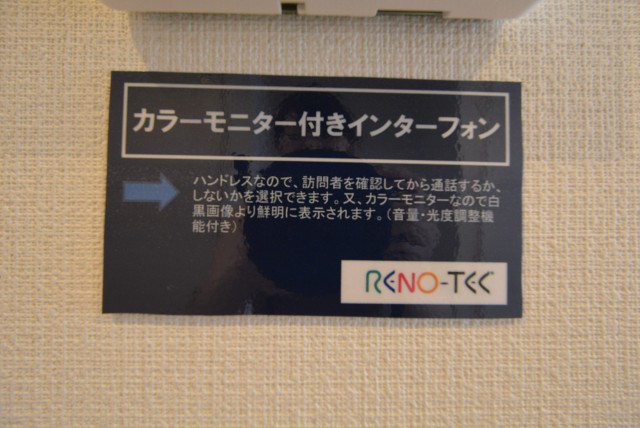 カラーモニター付きインターフォン
ハンドレスなので、訪問者を確認してから通話するか、
しないかを選択できます。又、カラーモニターなので白
黒画像より鮮明に表示されます。（音量・光度調整機
能付き）
RENO-TEC